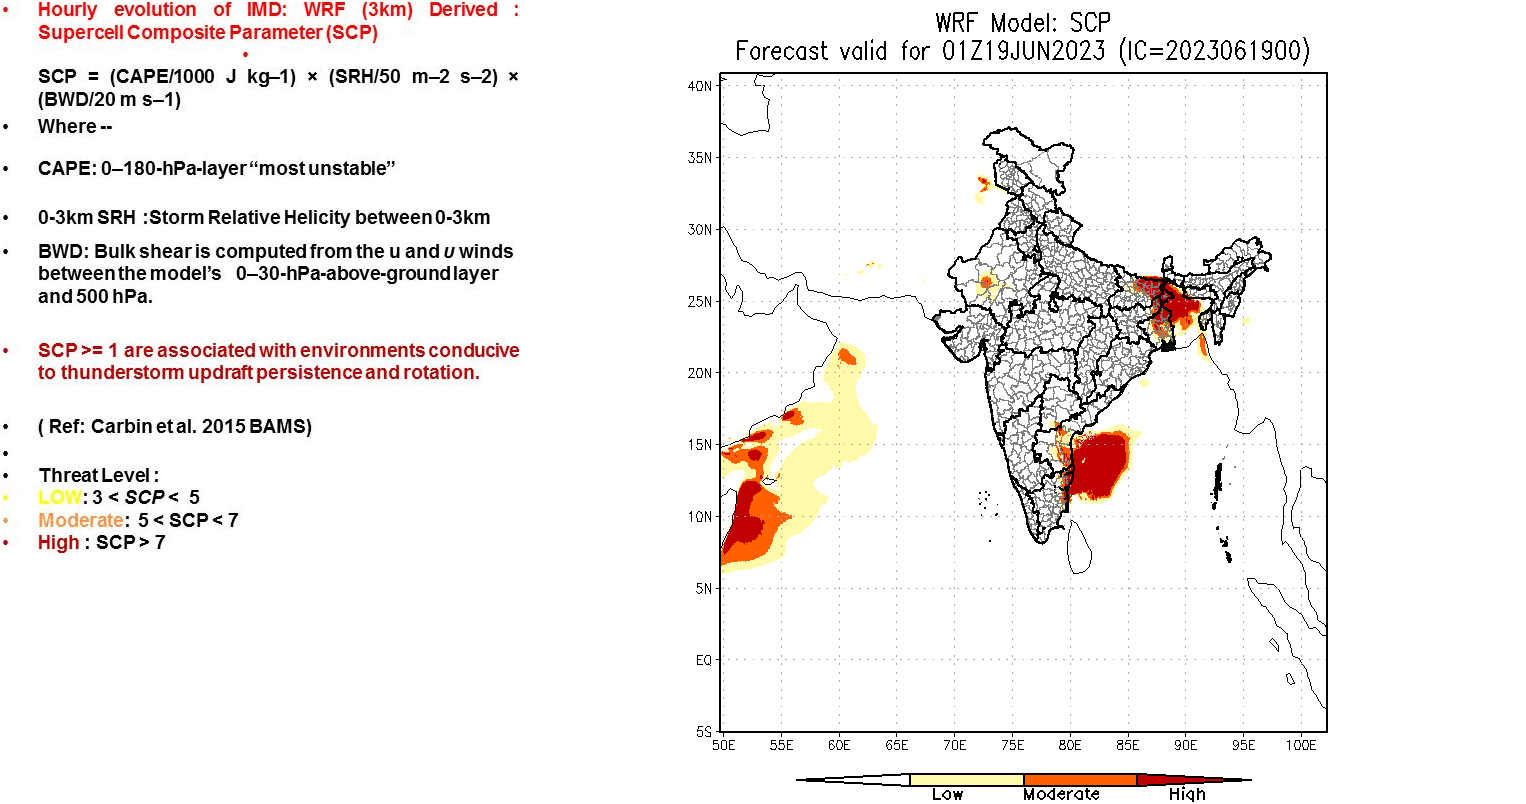 • Hourly evolution of IMD: WRF (3km) Derived :
Supercell Composite Parameter (SCP)
•
SCP = (CAPE/1000 J kg–1) × (SRH/50 m–2 s–2) ×
(BWD/20 m s–1)
• Where --
• CAPE: 0–180-hPa-layer “most unstable”
• 0-3km SRH :Storm Relative Helicity between 0-3km
• BWD: Bulk shear is computed from the u and υ winds
between the model’s 0–30-hPa-above-ground layer
and 500 hPa.
• SCP >= 1 are associated with environments conducive
to thunderstorm updraft persistence and rotation.
• ( Ref: Carbin et al. 2015 BAMS)
•
• Threat Level :
• LOW: 3 < SCP < 5
• Moderate: 5 < SCP < 7
• High : SCP > 7
WRF Model: SCP
Forecast valid for 01Z19JUN2023 (IC=2023061900)
40N
35N
30N
25N
20N
15N
10N
5N
EQ
5S
50E 55E 60E 65E 70E 75E 80E 85E 90E 95E 100E
Low Moderate High